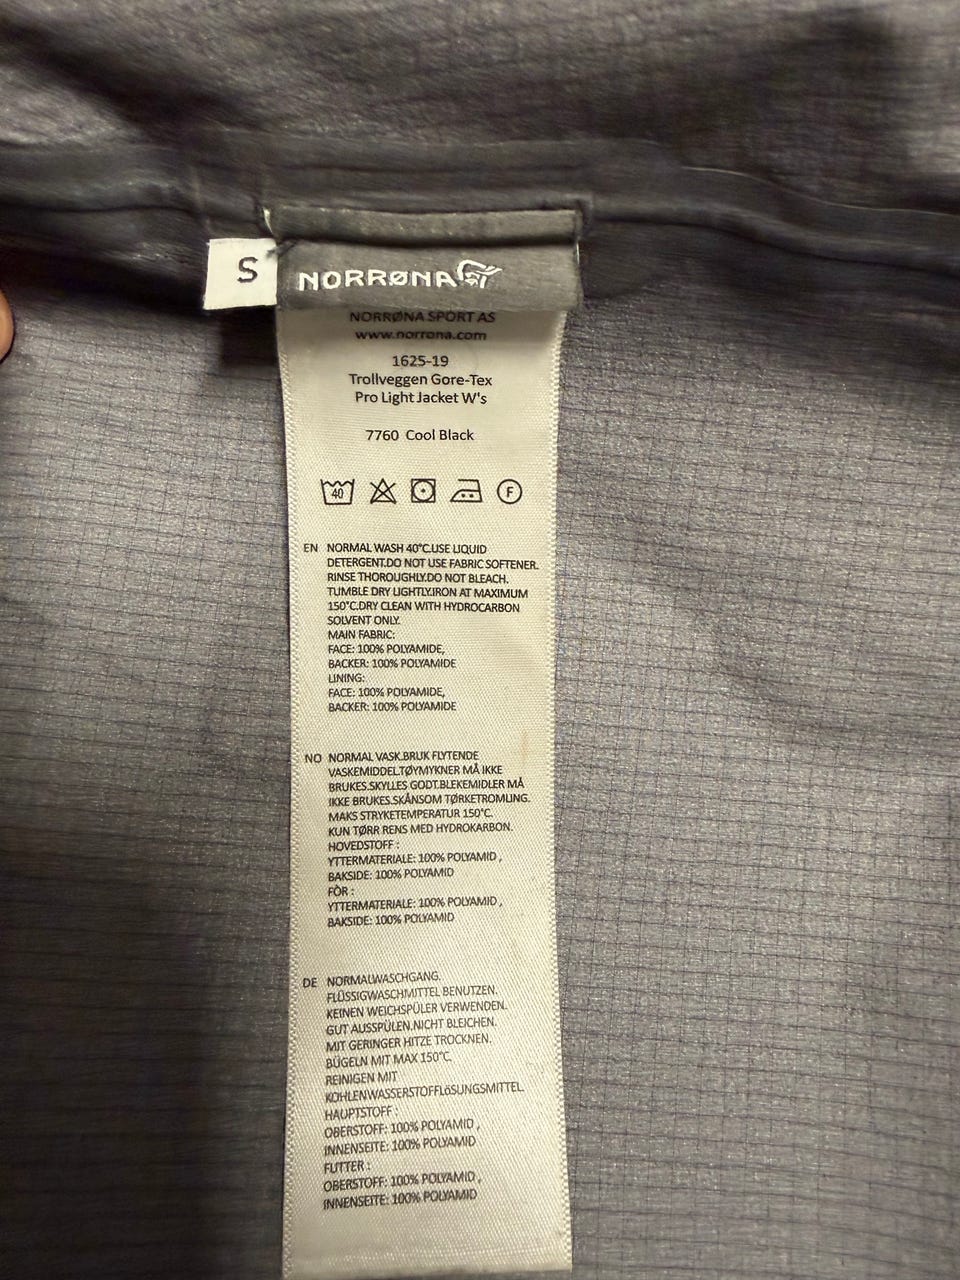 S
NORRØNA
NORRØNA SPORT AS
www.norrona.com
1625-19
Trollveggen Gore-Tex
Pro Light Jacket W's
7760 Cool Black
40
F
EN NORMAL WASH 40°C.USE LIQUID
DETERGENT.DO NOT USE FABRIC SOFTENER.
RINSE THOROUGHLY.DO NOT BLEACH.
TUMBLE DRY LIGHTLY.IRON AT MAXIMUM
150°C.DRY CLEAN WITH HYDROCARBON
SOLVENT ONLY.
MAIN FABRIC:
FACE: 100% POLYAMIDE,
BACKER: 100% POLYAMIDE
LINING:
FACE: 100% POLYAMIDE,
BACKER: 100% POLYAMIDE
NO NORMAL VASK.BRUK FLYTENDE
VASKEMIDDEL.TØYMYKNER MÅ IKKE
BRUKES.SKYLLES GODT.BLEKEMIDLER MÅ
IKKE BRUKES.SKÅNSOM TØRKETROMLING.
MAKS STRYKETEMPERATUR 150°C.
KUN TØRR RENS MED HYDROKARBON.
HOVEDSTOFF :
YTTERMATERIALE: 100% POLYAMID ,
BAKSIDE: 100% POLYAMID
FÒR :
YTTERMATERIALE: 100% POLYAMID ,
BAKSIDE: 100% POLYAMID
DE NORMALWASCHGANG.
FLÜSSIGWASCHMITTEL BENUTZEN.
KEINEN WEICHSPÜLER VERWENDEN.
GUT AUSSPÜLEN.NICHT BLEICHEN.
MIT GERINGER HITZE TROCKNEN.
BÜGELN MIT MAX 150°C.
REINIGEN MIT
KOHLENWASSERSTOFFLöSUNGSMITTEL.
HAUPTSTOFF :
OBERSTOFF: 100% POLYAMID ,
INNENSEITE: 100% POLYAMID
FUTTER :
OBERSTOFF: 100% POLYAMID ,
INNENSEITE: 100% POLYAMID